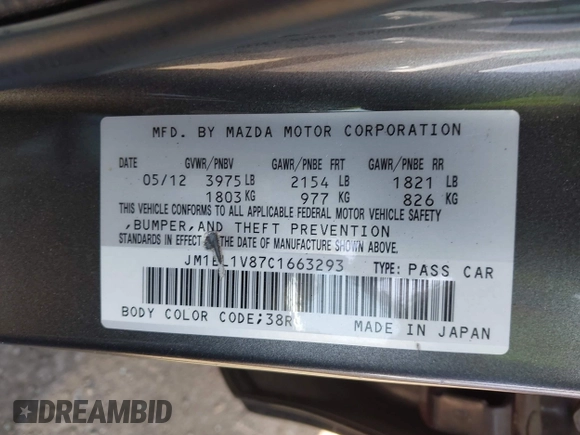 MFD. BY MAZDA MOTOR CORPORATION
DATE GVWR/PNBV GAWR/PNBE FRT GAWR/PNBE RR
05/12 3975 LB 2154 LB 1821 LB
1803 KG 977 KG 826 KG
THIS VEHICLE CONFORMS TO ALL APPLICABLE FEDERAL MOTOR VEHICLE SAFETY
,BUMPER,AND THEFT PREVENTION
STANDARDS IN EFFECT THE DATE OF MANUFACTURE SHOWN ABOVE.
JM1BL1V87C1663293 TYPE: PASS CAR
BODY COLOR CODE;38R MADE IN JAPAN
DREAMBID